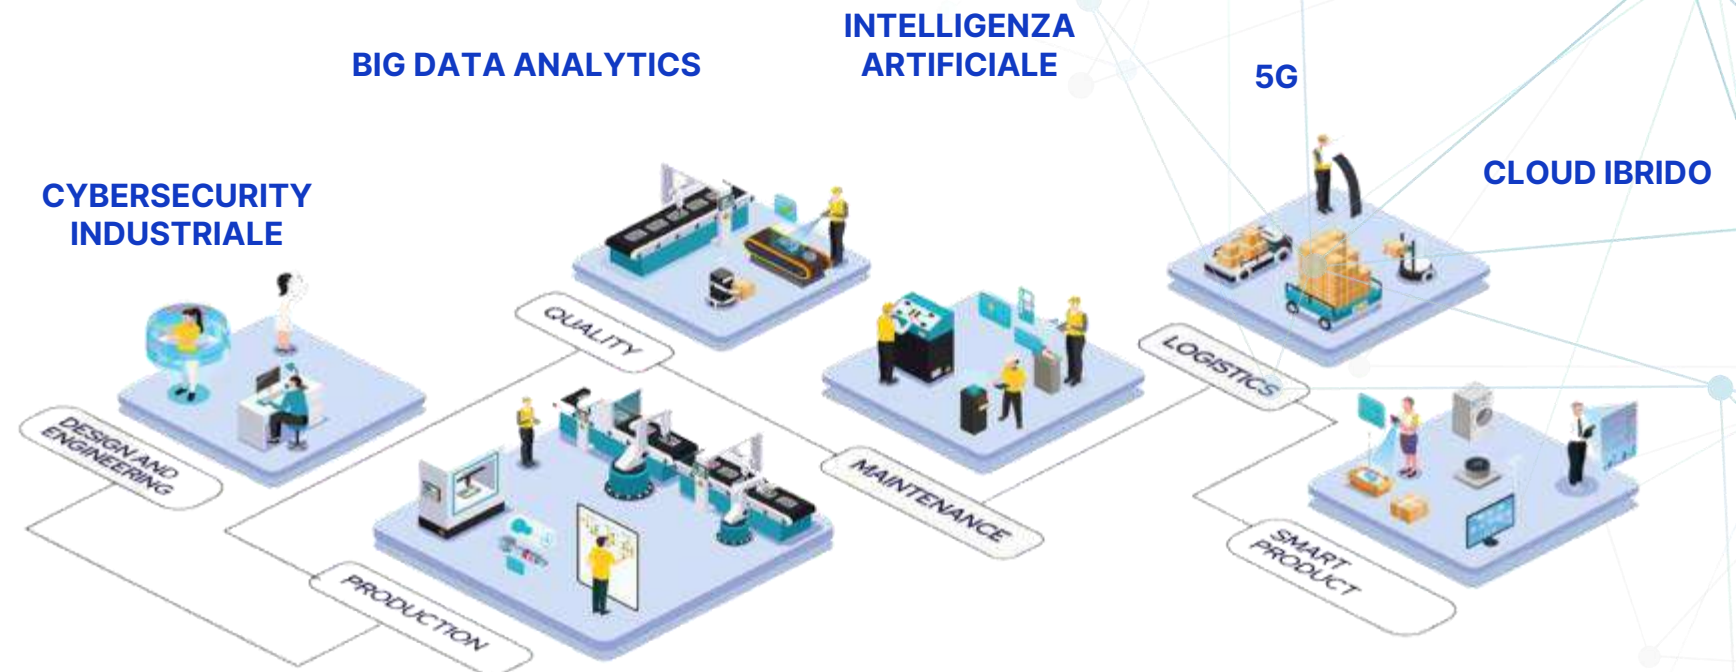 INTELLIGENZA
ARTIFICIALE
BIG DATA ANALYTICS
5G
CLOUD IBRIDO
CYBERSECURITY
INDUSTRIALE
QUALITY
LOGISTICS
DESIGN AND
ENGINEERING
MAINTENANCE
SMART
PRODUCT
PRODUCTION